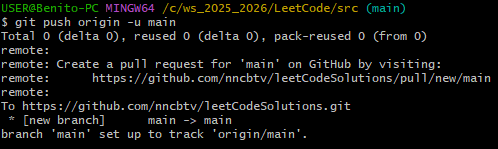 USER@Benito-PC MINGW64 /c/ws_2025_2026/LeetCode/src (main)
$ git push origin -u main
Total 0 (delta 0), reused 0 (delta 0), pack-reused 0 (from 0)
remote:
remote: Create a pull request for 'main' on GitHub by visiting:
remote:      https://github.com/nncbtv/leetCodeSolutions/pull/new/main
remote:
To https://github.com/nncbtv/leetCodeSolutions.git
 * [new branch]      main -> main
branch 'main' set up to track 'origin/main'.